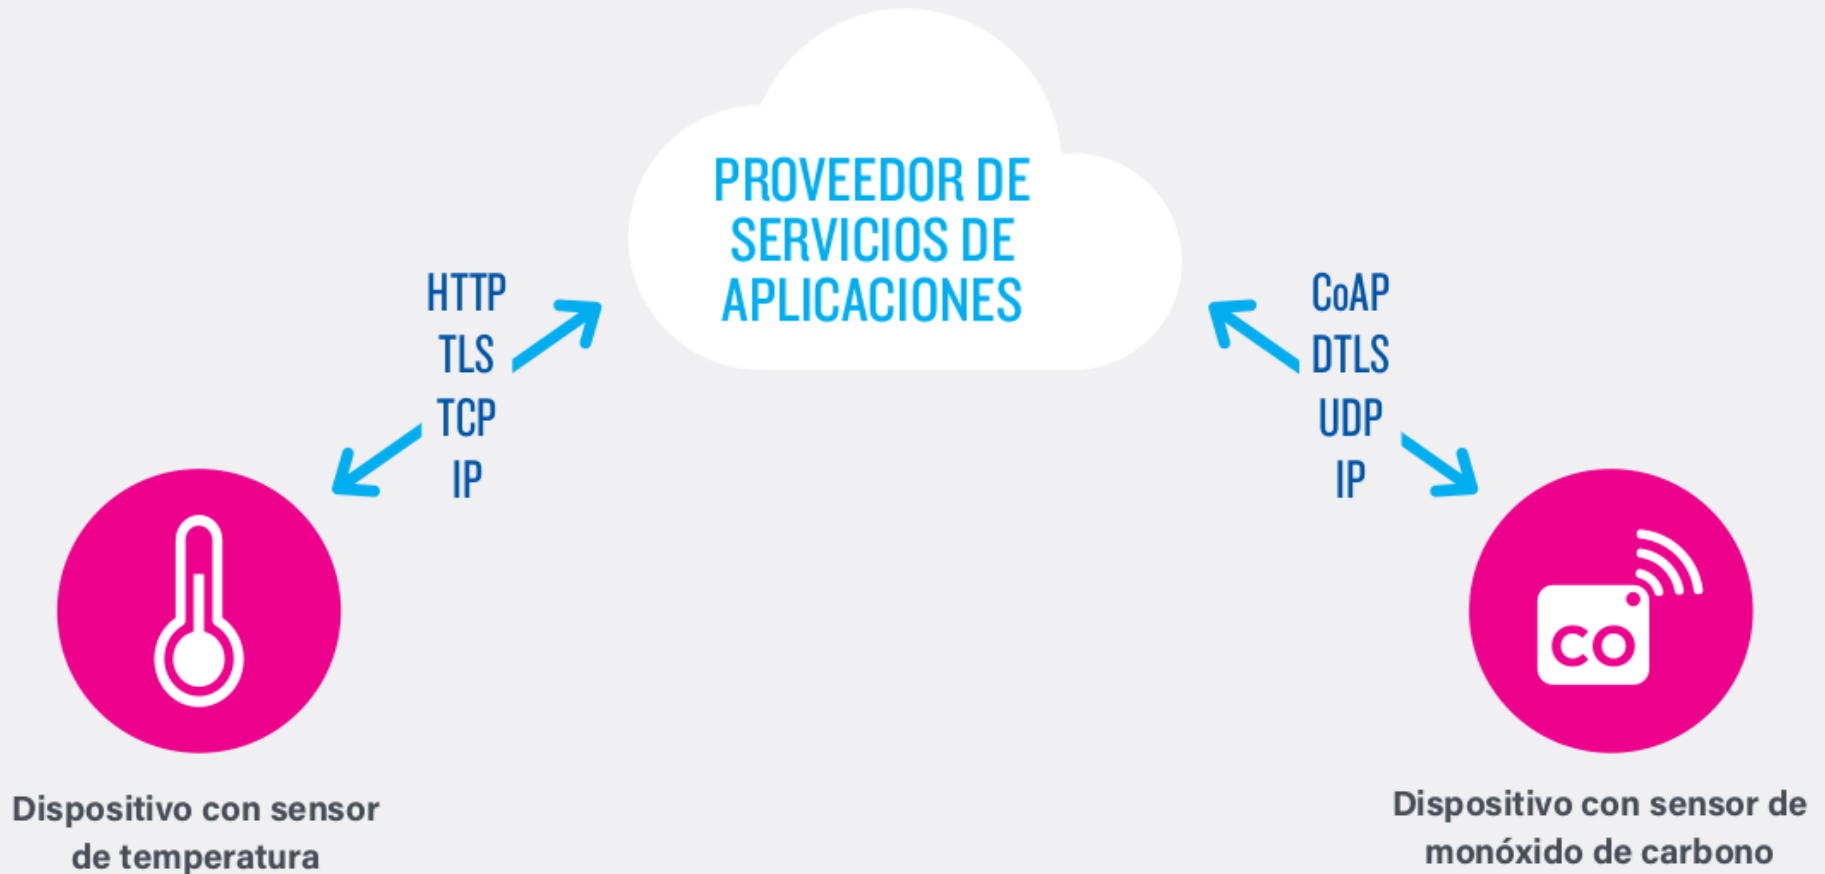 PROVEEDOR DE
SERVICIOS DE
APLICACIONES
HTTP
TLS
TCP
IP
CoAP
DTLS
UDP
IP
CO
Dispositivo con sensor
de temperatura
Dispositivo con sensor de
monóxido de carbono